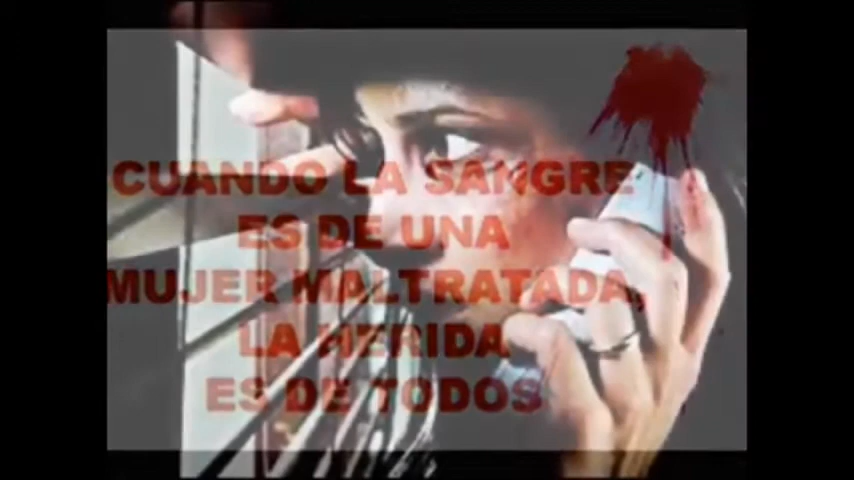 CUANDO LA SANGRE
ES DE UNA
MUJER MALTRATADA,
LA HERIDA
ES DE TODOS